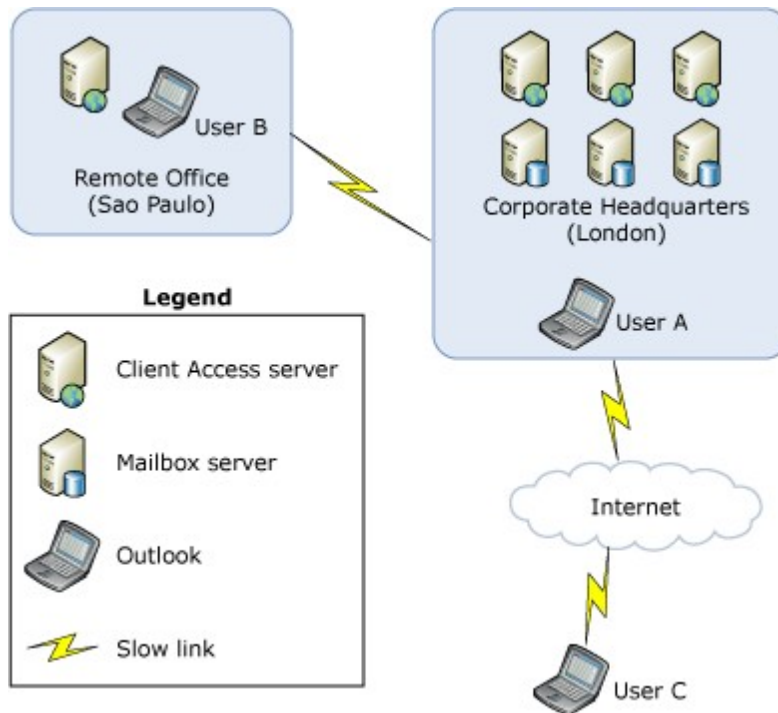 User B
Remote Office
(Sao Paulo)
Corporate Headquarters
(London)
User A
Legend
Client Access server
Mailbox server
Outlook
Slow link
Internet
User C